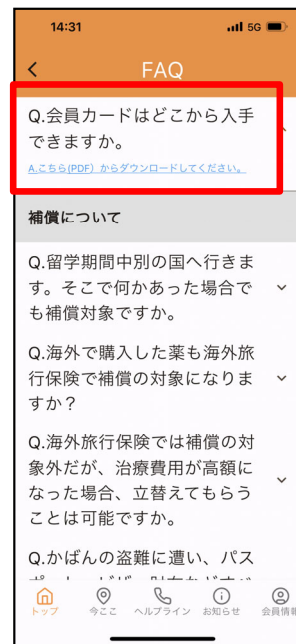 14:31
5G
FAQ
Q.会員カードはどこから入手
できますか。
A.こちら(PDF）からダウンロードしてください。
補償について
Q.留学期間中別の国へ行きま
す。そこで何かあった場合で
も補償対象ですか。
Q.海外で購入した薬も海外旅
行保険で補償の対象になりま
すか？
Q.海外旅行保険では補償の対
象外だが、治療費用が高額に
なった場合、立替えてもらう
ことは可能ですか。
Q.かばんの盗難に遭い、パス
トップ
今ここ
ヘルプライン
お知らせ
会員情報